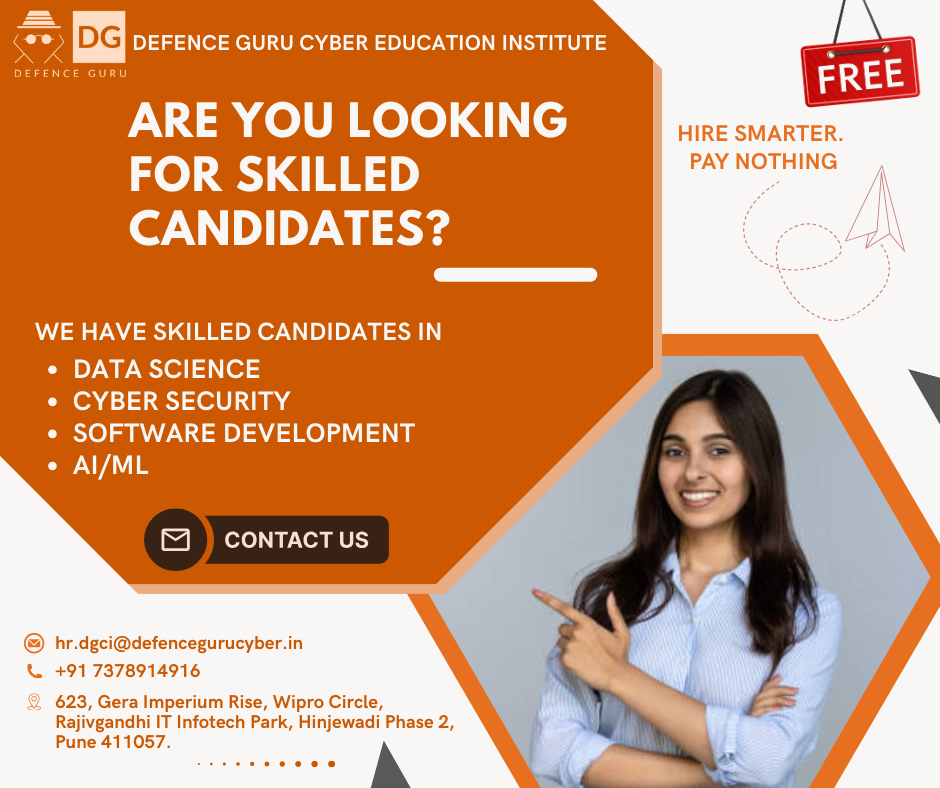 DG
DEFENCE GURU
DEFENCE GURU CYBER EDUCATION INSTITUTE
FREE
ARE YOU LOOKING
FOR SKILLED
CANDIDATES?
HIRE SMARTER.
PAY NOTHING
WE HAVE SKILLED CANDIDATES IN
• DATA SCIENCE
• CYBER SECURITY
• SOFTWARE DEVELOPMENT
• AI/ML
CONTACT US
hr.dgci@defencegurucyber.in
+91 7378914916
623, Gera Imperium Rise, Wipro Circle,
Rajivgandhi IT Infotech Park, Hinjewadi Phase 2,
Pune 411057.